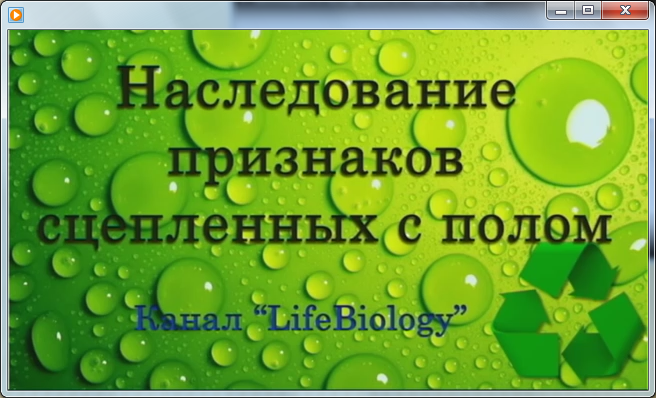 Наследование
признаков
сцепленных с полом
Канал “LifeBiology”